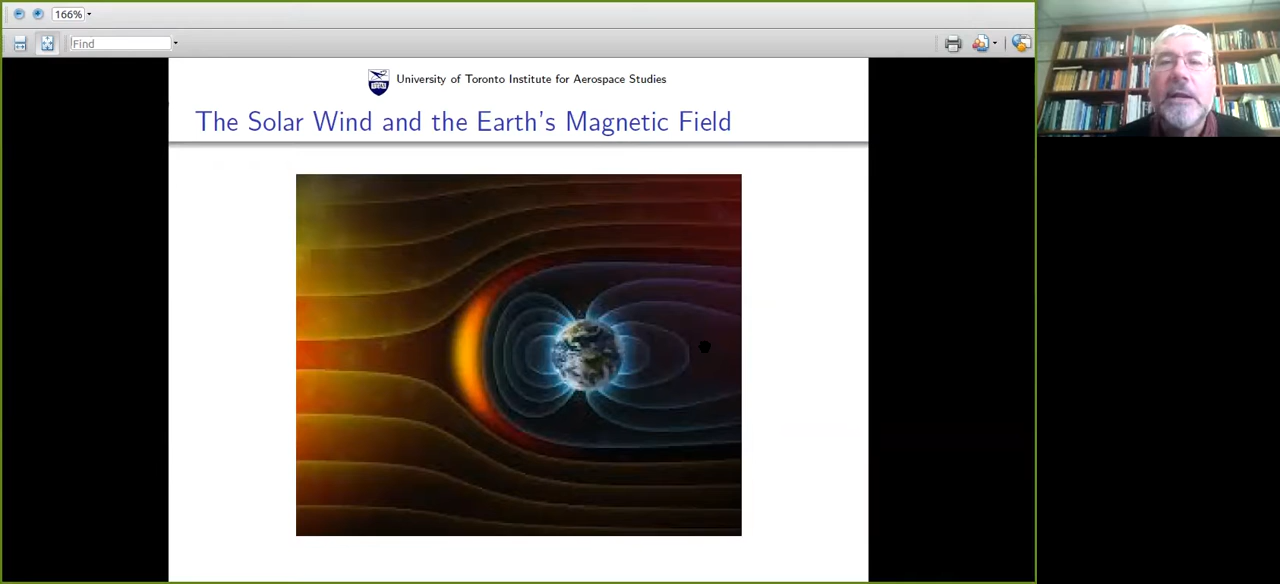 166%
Find
University of Toronto Institute for Aerospace Studies
The Solar Wind and the Earth's Magnetic Field